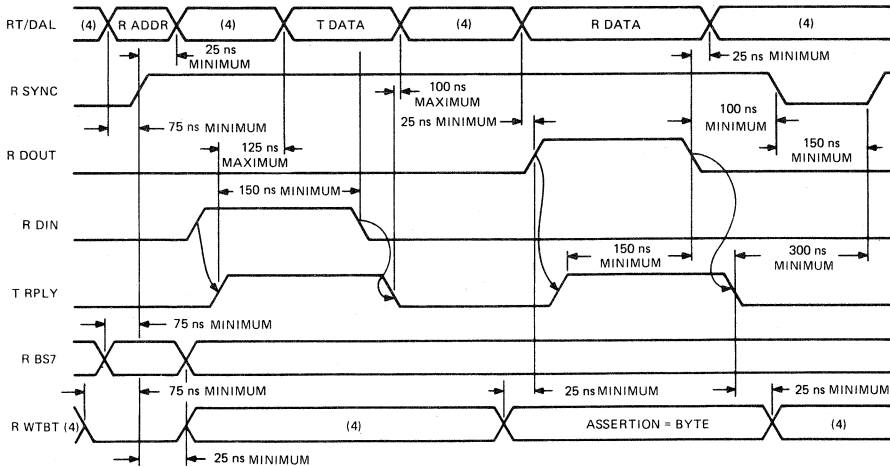 RT/DAL (4) R ADDR (4) T DATA (4) R DATA (4)
25 ns
MINIMUM
25 ns MINIMUM
R SYNC
100 ns
MAXIMUM
100 ns
MINIMUM
75 ns MINIMUM
25 ns MINIMUM
125 ns
MAXIMUM
150 ns
MINIMUM
R DOUT
150 ns MINIMUM
R DIN
150 ns
MINIMUM
300 ns
MINIMUM
T RPLY
75 ns MINIMUM
R BS7
75 ns MINIMUM
25 ns MINIMUM
25 ns MINIMUM
R WTBT (4) (4) ASSERTION = BYTE (4)
25 ns MINIMUM